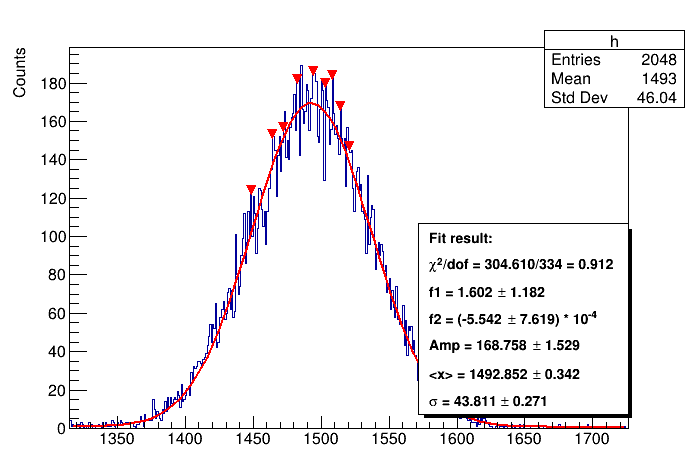 h
Entries 2048
Mean 1493
Std Dev 46.04
Counts
180
160
140
120
100
80
60
40
20
0
Fit result:
χ²/dof = 304.610/334 = 0.912
f1 = 1.602 ± 1.182
f2 = (-5.542 ± 7.619) * 10⁻⁴
Amp = 168.758 ± 1.529
<x> = 1492.852 ± 0.342
σ = 43.811 ± 0.271
1350 1400 1450 1500 1550 1600 1650 1700